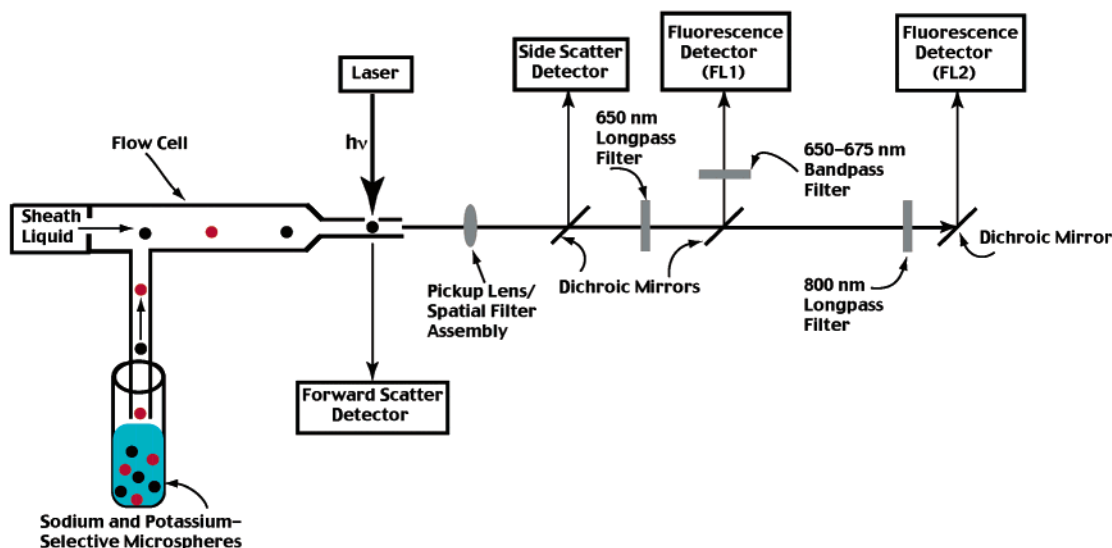 Laser
Side Scatter
Detector
Fluorescence
Detector
(FL1)
Fluorescence
Detector
(FL2)
Flow Cell
hν
650 nm
Longpass
Filter
650–675 nm
Bandpass
Filter
Sheath
Liquid
Pickup Lens/
Spatial Filter
Assembly
Dichroic Mirrors
800 nm
Longpass
Filter
Dichroic Mirror
Forward Scatter
Detector
Sodium and Potassium–
Selective Microspheres